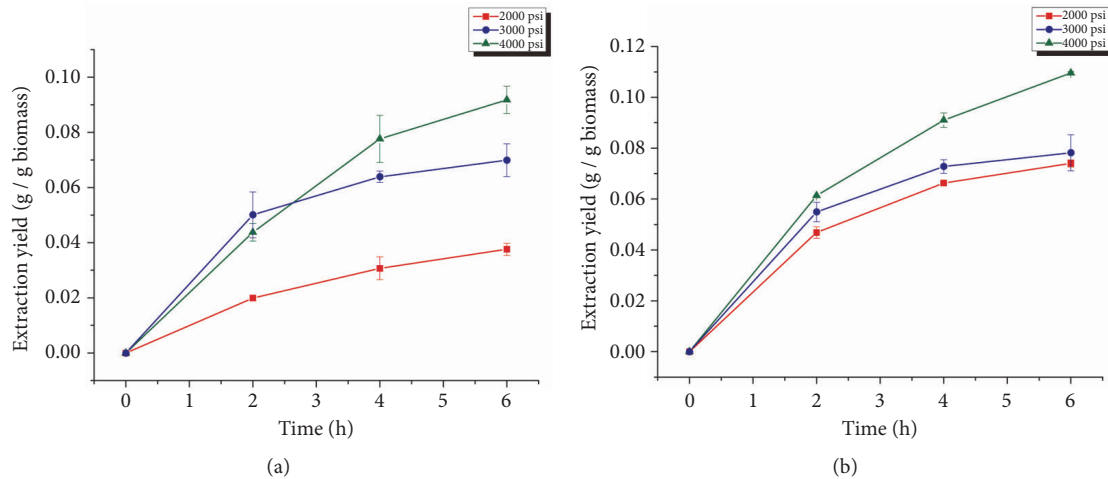 2000 psi
3000 psi
4000 psi
0.10
0.08
0.06
0.04
0.02
0.00
Extraction yield (g / g biomass)
0 1 2 3 4 5 6
Time (h)
(a)
2000 psi
3000 psi
4000 psi
0.12
0.10
0.08
0.06
0.04
0.02
0.00
Extraction yield (g / g biomass)
0 1 2 3 4 5 6
Time (h)
(b)